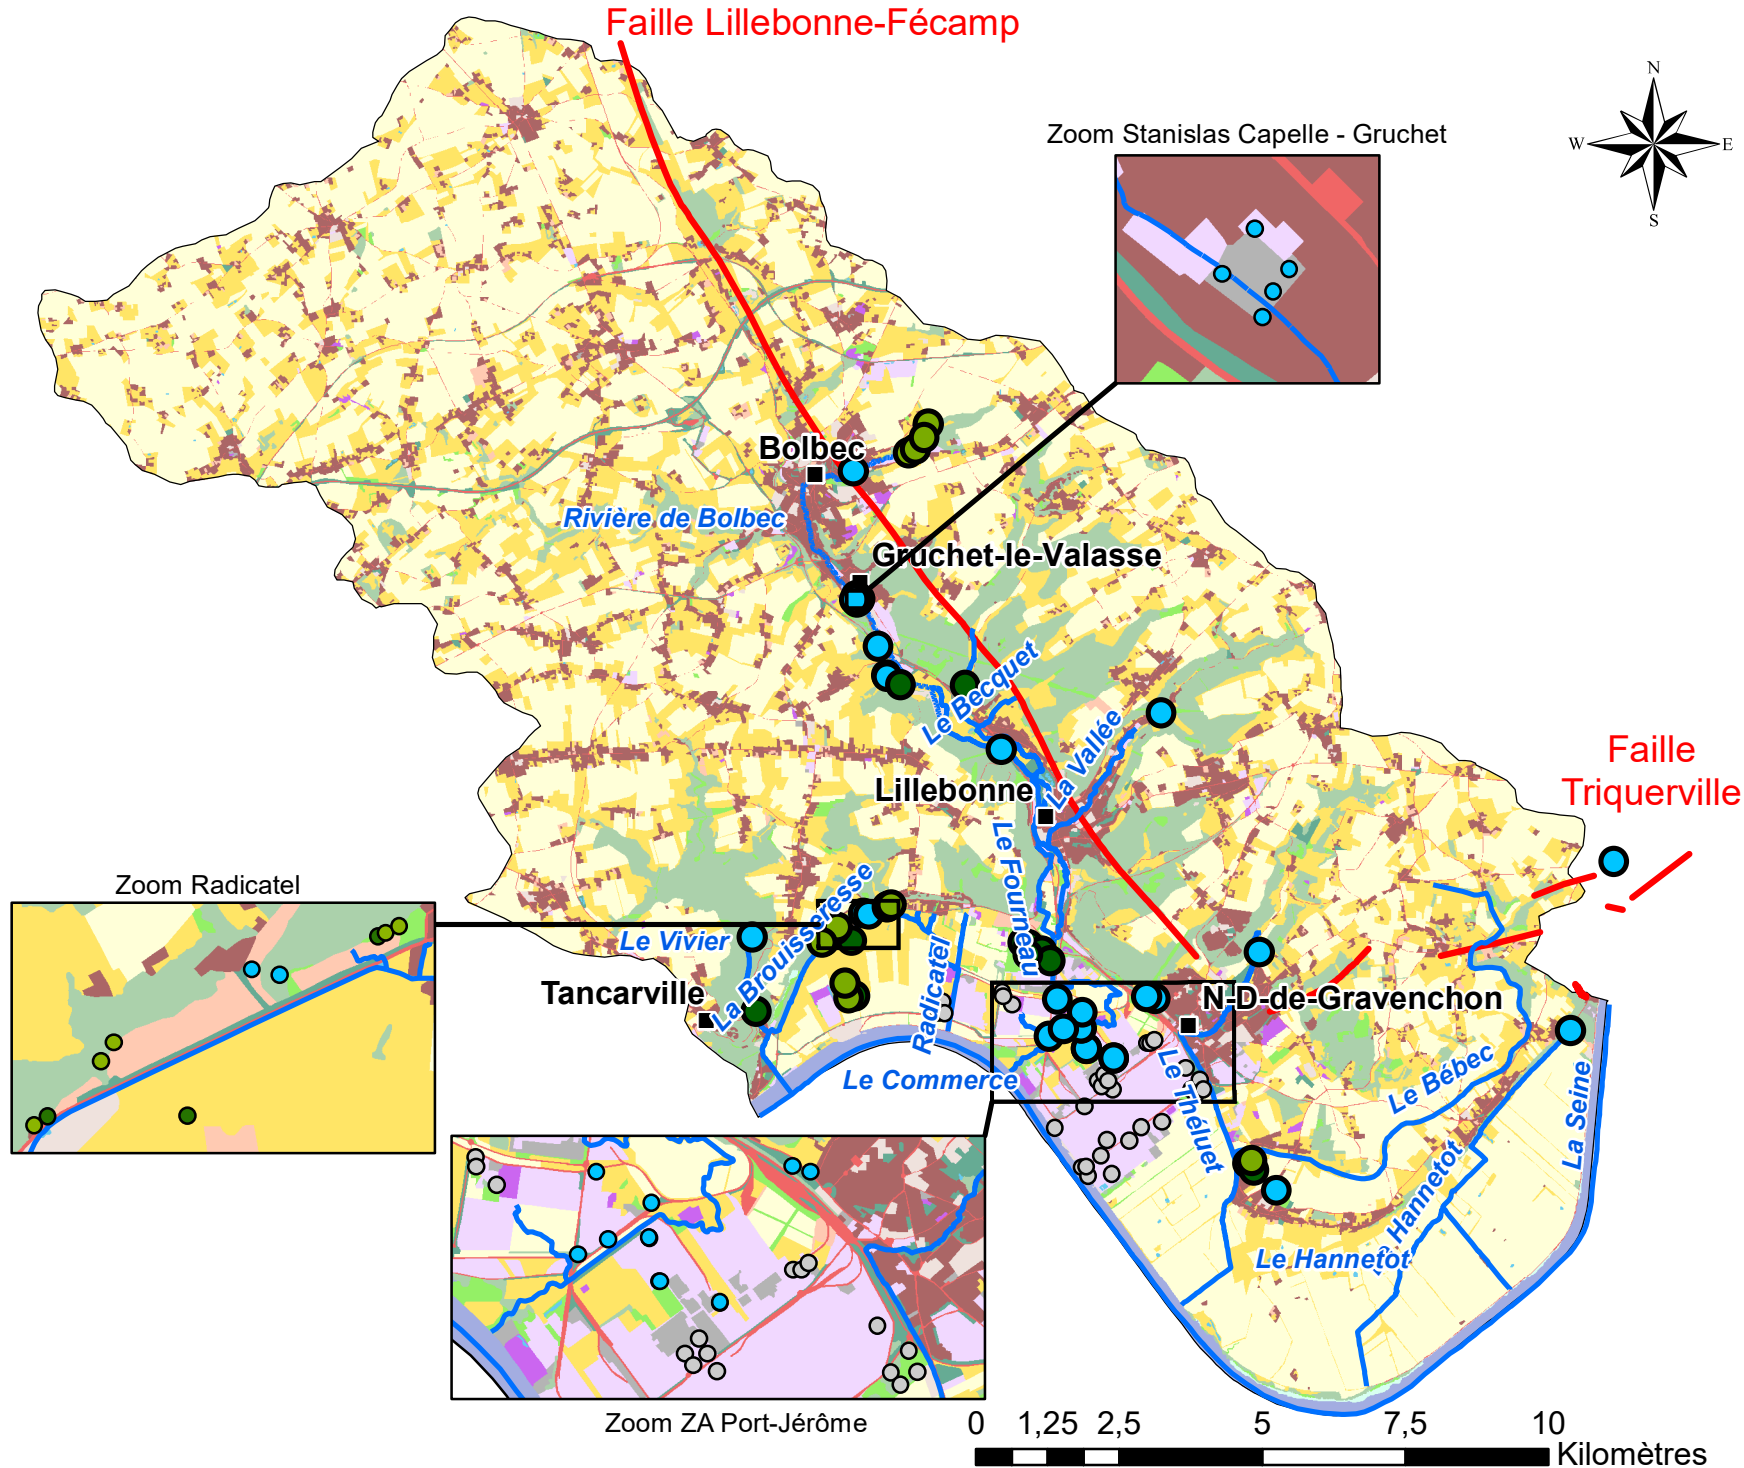 Faille Lillebonne-Fécamp
N
W
E
S
Zoom Stanislas Capelle - Gruchet
Bolbec
Rivière de Bolbec
Gruchet-le-Valasse
Le Becquet
La Vallée
Lillebonne
Faille
Triquerville
Le Fourneau
Zoom Radicatel
Le Vivier
La Brouisseresse
Radicatel
Tancarville
N-D-de-Gravenchon
Le Commerce
Le Théluet
Le Bébec
La Seine
Le Hannetot
Le Hannetot
Zoom ZA Port-Jérôme
0 1,25 2,5 5 7,5 10
Kilomètres